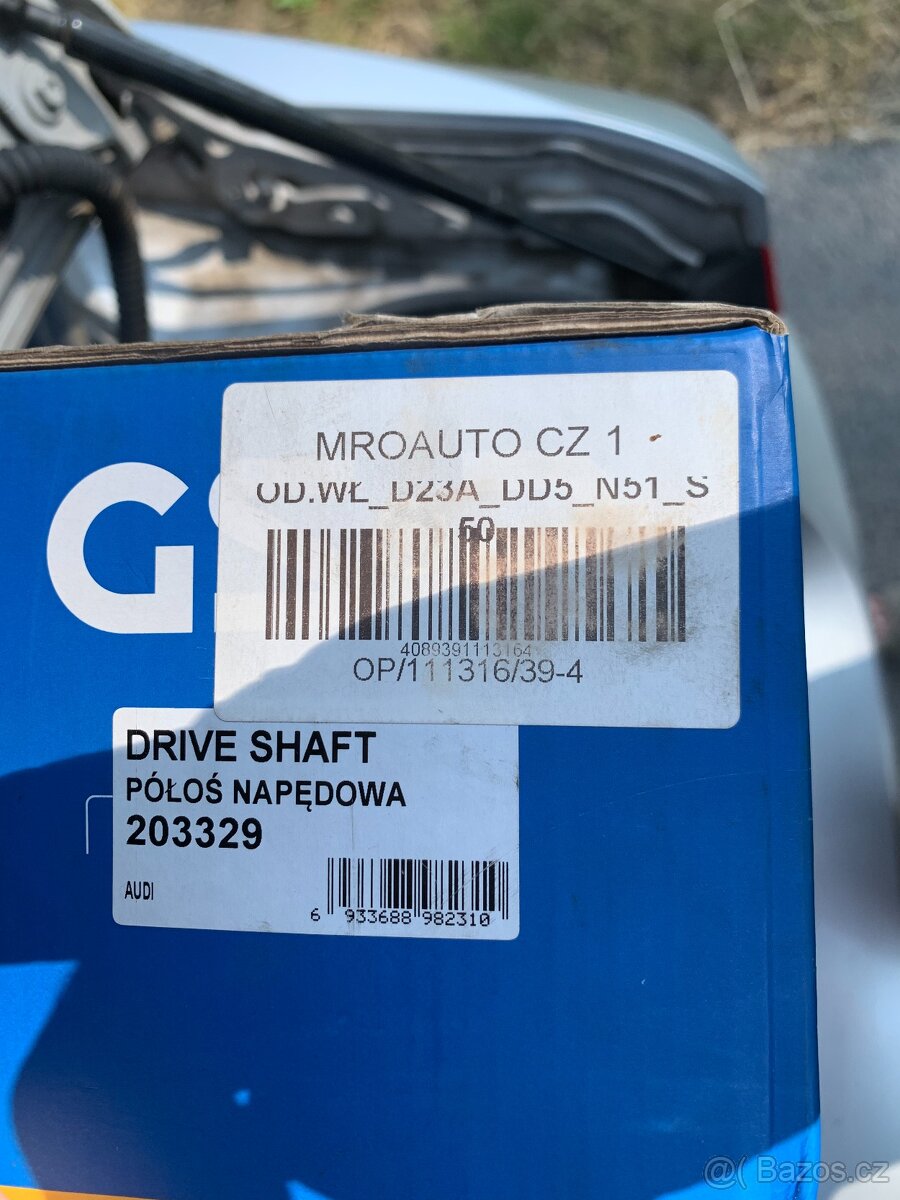 MROAUTO CZ 1
OD.WŁ_D23A_DD5_N51_S
50
4089391113164
OP/111316/39-4
GS
DRIVE SHAFT
PÓŁOŚ NAPĘDOWA
203329
AUDI
6 933688 982310
@( Bazos.cz